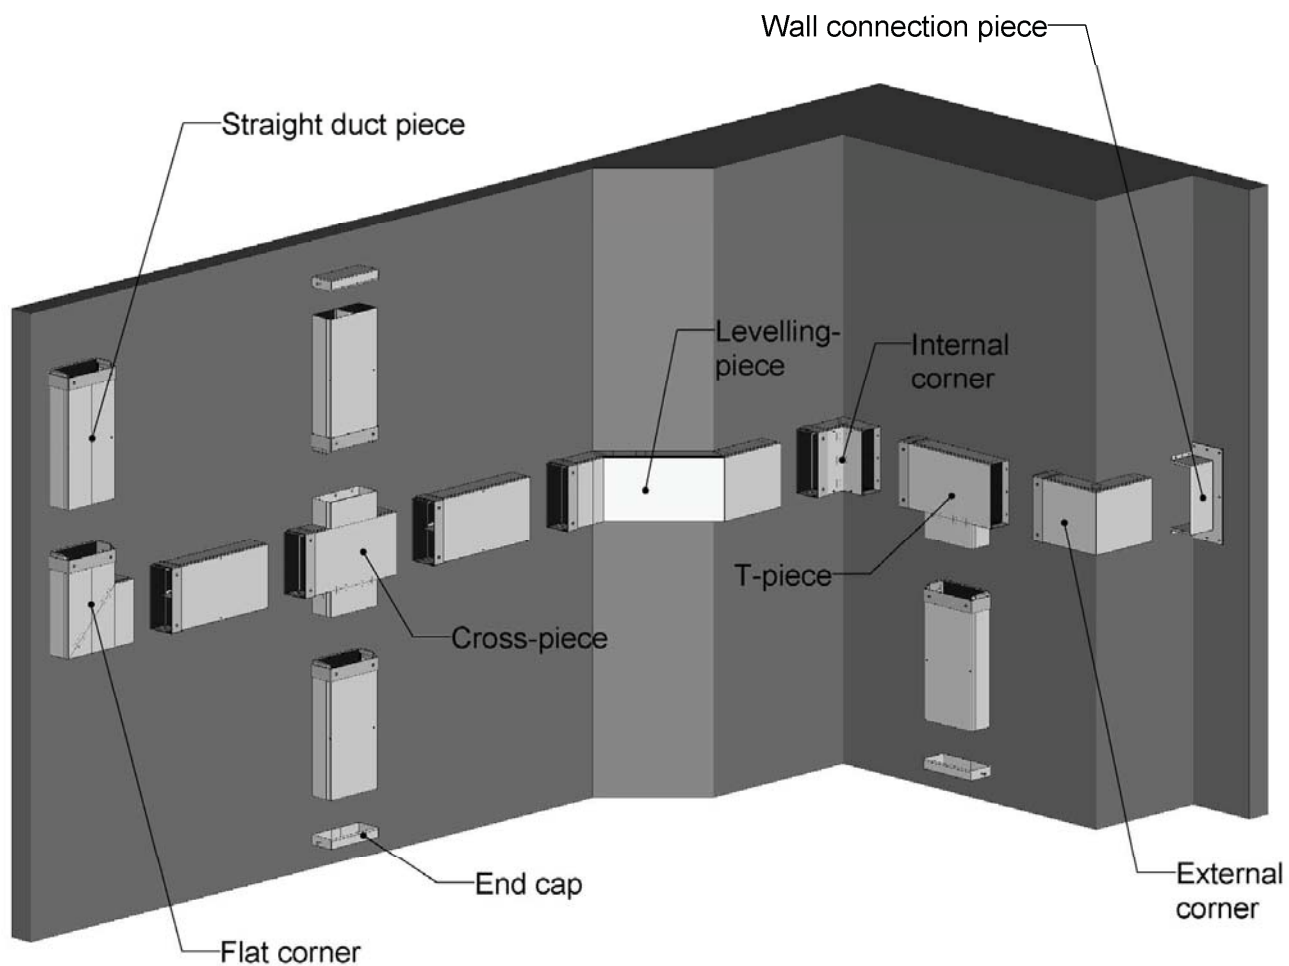 Wall connection piece
Straight duct piece
Levelling-
piece
Internal
corner
T-piece
Cross-piece
End cap
External
corner
Flat corner